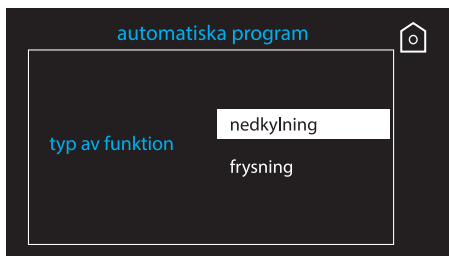 automatiska program
typ av funktion
nedkylning
frysning